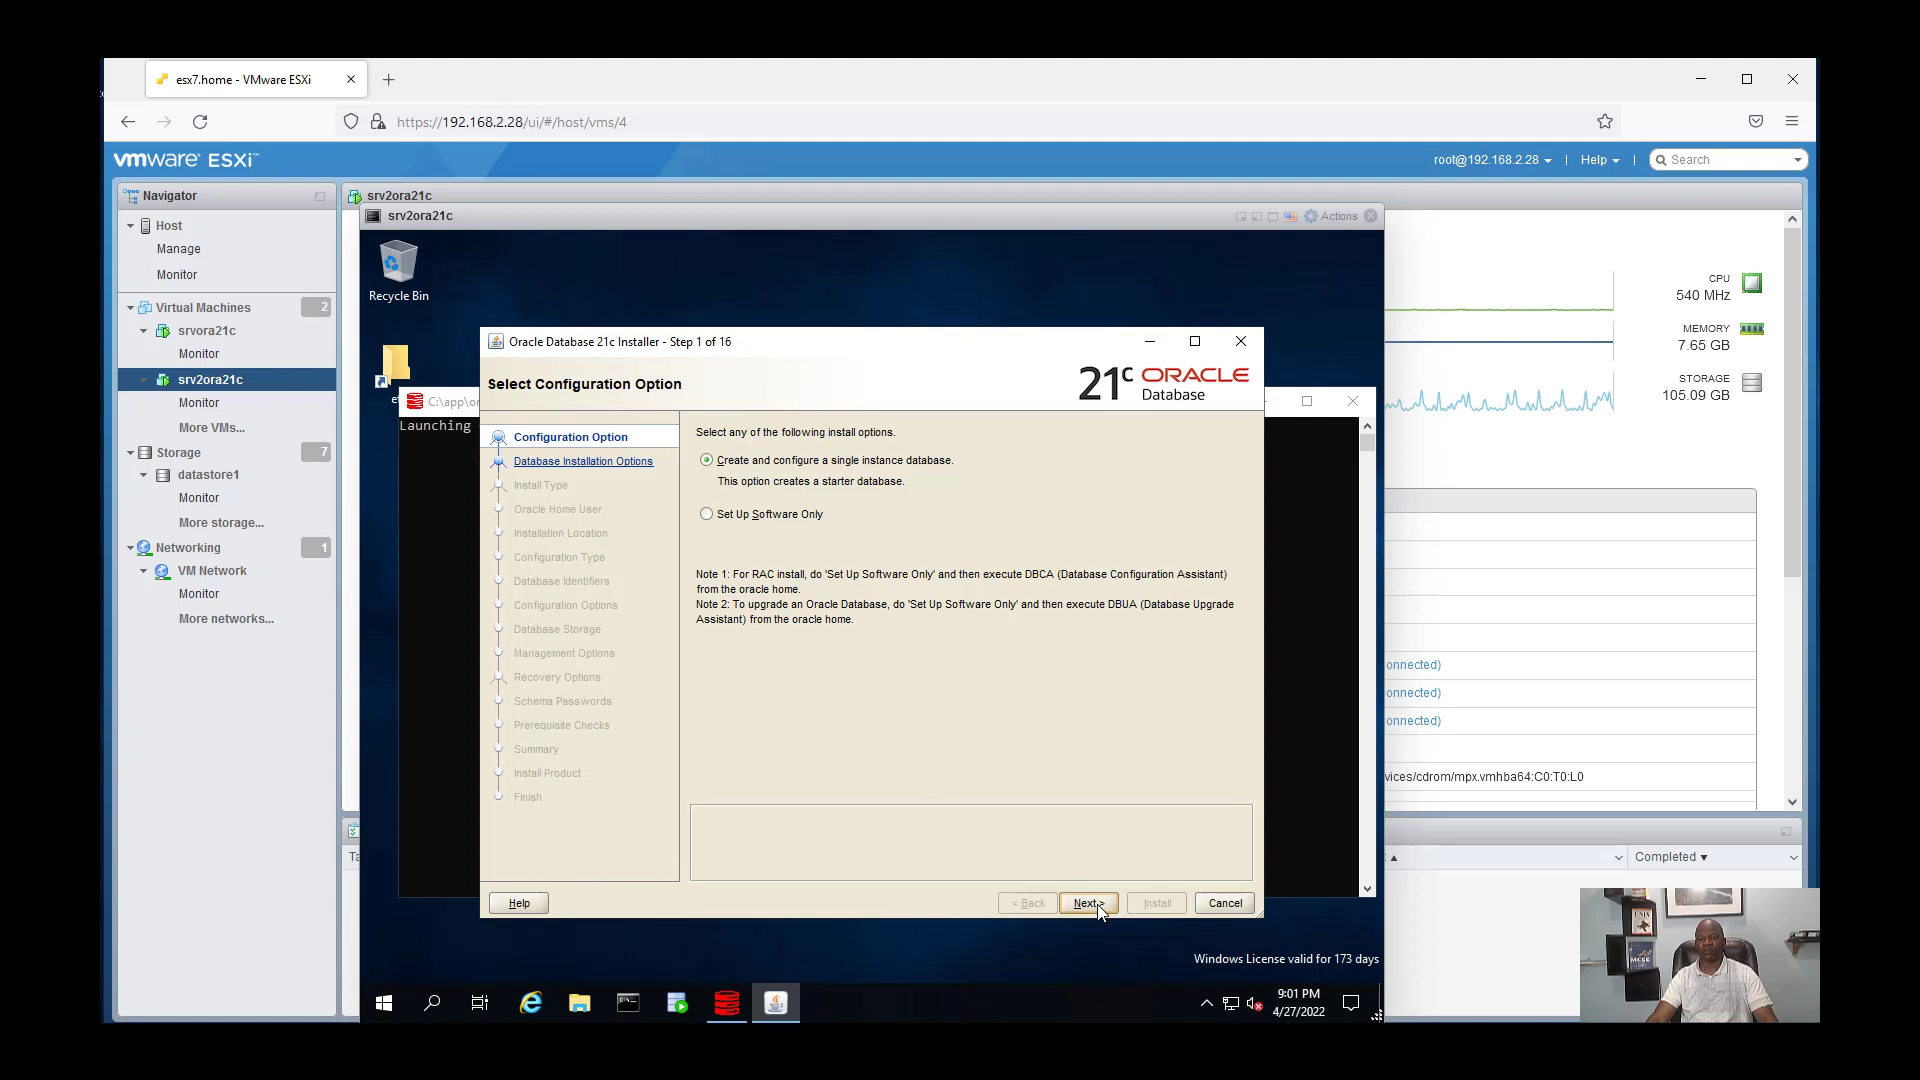 esx7.home - VMware ESXi
https://192.168.2.28/ui/#/host/vms/4
vmware ESXi
root@192.168.2.28
Help
Search
Navigator
Host
Manage
Monitor
Virtual Machines
2
srvora21c
Monitor
srv2ora21c
Monitor
More VMs...
Storage
7
datastore1
Monitor
More storage...
Networking
1
VM Network
Monitor
More networks...
srv2ora21c
srv2ora21c
Actions
Recycle Bin
C:\app\or
Launching
Oracle Database 21c Installer - Step 1 of 16
Select Configuration Option
21c ORACLE
Database
Configuration Option
Database Installation Options
Install Type
Oracle Home User
Installation Location
Configuration Type
Database Identifiers
Configuration Options
Database Storage
Management Options
Recovery Options
Schema Passwords
Prerequisite Checks
Summary
Install Product
Finish
Select any of the following install options.
Create and configure a single instance database.
This option creates a starter database.
Set Up Software Only
Note 1: For RAC install, do 'Set Up Software Only' and then execute DBCA (Database Configuration Assistant)
from the oracle home.
Note 2: To upgrade an Oracle Database, do 'Set Up Software Only' and then execute DBUA (Database Upgrade
Assistant) from the oracle home.
Help
< Back
Next >
Install
Cancel
Windows License valid for 173 days
9:01 PM
4/27/2022
CPU
540 MHz
MEMORY
7.65 GB
STORAGE
105.09 GB
onnected)
onnected)
onnected)
vices/cdrom/mpx.vmhba64:C0:T0:L0
Ta
Completed
UNIX
MCSE